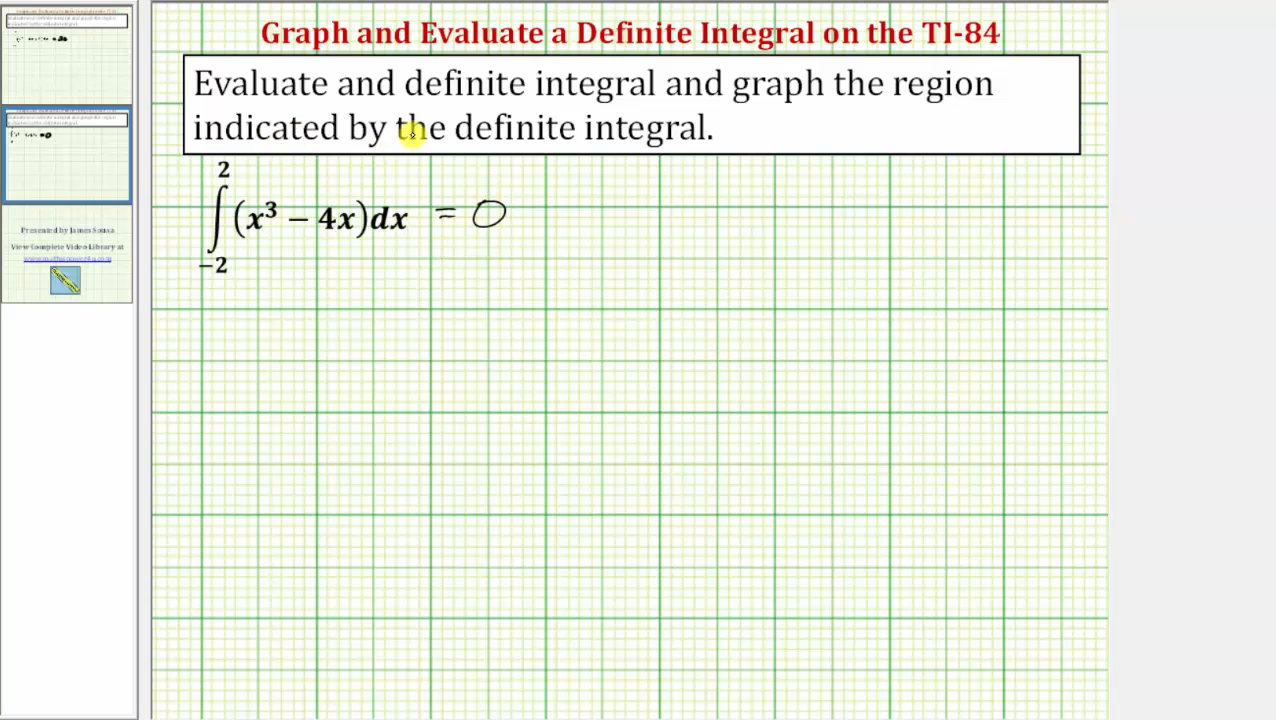 Graph and Evaluate a Definite Integral on the TI-84
Evaluate and definite integral and graph the region
indicated by the definite integral.
2
∫(x³ − 4x)dx = 0
−2
Presented by James Sousa
View Complete Video Library at